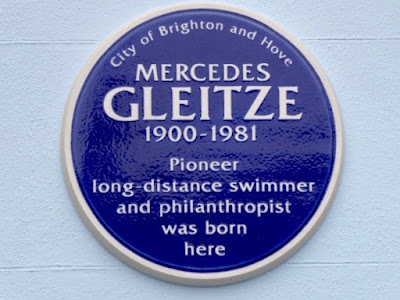 City of Brighton and Hove
MERCEDES
GLEITZE
1900-1981
Pioneer
long-distance swimmer
and philanthropist
was born
here